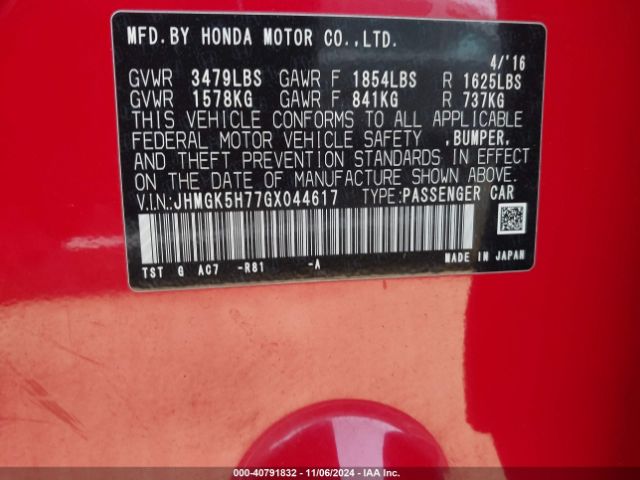 MFD.BY HONDA MOTOR CO.,LTD.
4/'16
GVWR 3479LBS GAWR F 1854LBS R 1625LBS
GVWR 1578KG GAWR F 841KG R 737KG
THIS VEHICLE CONFORMS TO ALL APPLICABLE
FEDERAL MOTOR VEHICLE SAFETY ,BUMPER,
AND THEFT PREVENTION STANDARDS IN EFFECT
ON DATE OF MANUFACTURE SHOWN ABOVE.
V.I.N.:JHMGK5H77GX044617 TYPE:PASSENGER CAR
TST G AC7 -R81 -A
MADE IN JAPAN
Stock No: 000-40791832 - 11/06/2024 - IAA Inc.